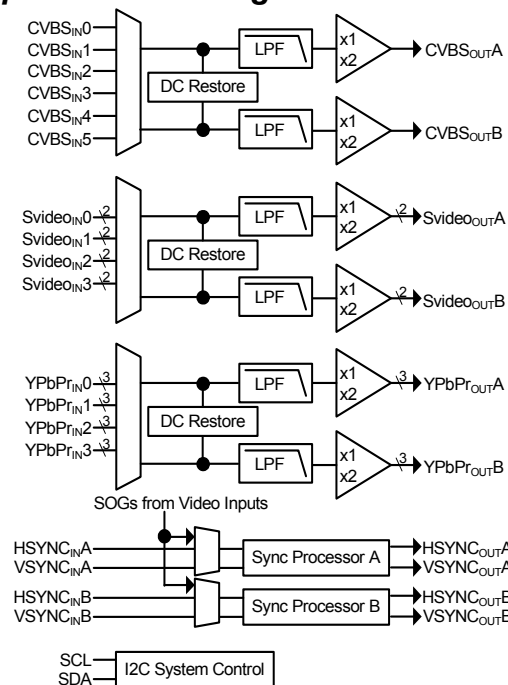 CVBSIN0
CVBSIN1
CVBSIN2
CVBSIN3
CVBSIN4
CVBSIN5
DC Restore
LPF
x1
x2
CVBSOUTA
LPF
x1
x2
CVBSOUTB
SvideoIN0
2
SvideoIN1
2
SvideoIN2
2
SvideoIN3
2
DC Restore
LPF
x1
x2
2
SvideoOUTA
LPF
x1
x2
2
SvideoOUTB
YPbPrIN0
3
YPbPrIN1
3
YPbPrIN2
3
YPbPrIN3
3
DC Restore
LPF
x1
x2
3
YPbPrOUTA
LPF
x1
x2
3
YPbPrOUTB
SOGs from Video Inputs
HSYNCINA
VSYNCINA
Sync Processor A
HSYNCOUTA
VSYNCOUTA
HSYNCINB
VSYNCINB
Sync Processor B
HSYNCOUTB
VSYNCOUTB
SCL
SDA
I2C System Control